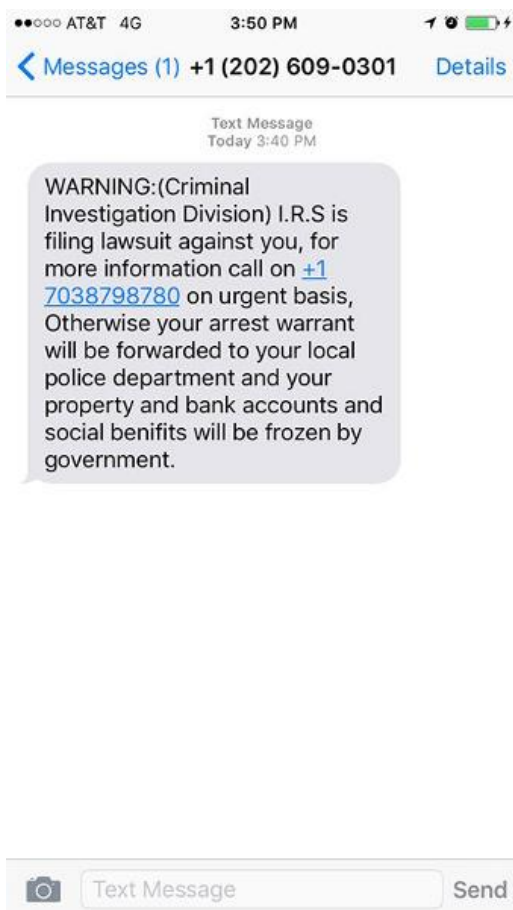 AT&T 4G 3:50 PM
Messages (1) +1 (202) 609-0301 Details
Text Message
Today 3:40 PM
WARNING:(Criminal
Investigation Division) I.R.S is
filing lawsuit against you, for
more information call on +1
7038798780 on urgent basis,
Otherwise your arrest warrant
will be forwarded to your local
police department and your
property and bank accounts and
social benifits will be frozen by
government.
Text Message Send